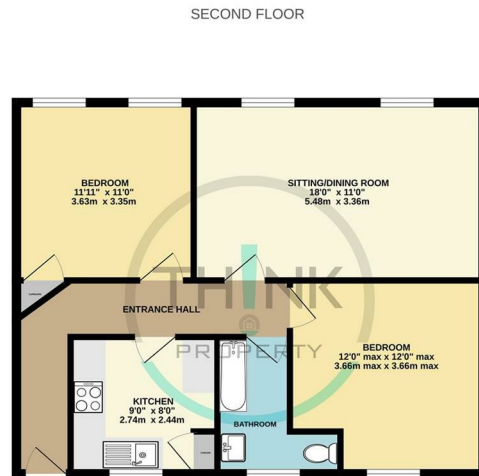 SECOND FLOOR
BEDROOM
11'11" x 11'0"
3.63m x 3.35m
SITTING/DINING ROOM
18'0" x 11'0"
5.48m x 3.36m
THINK
ENTRANCE HALL
PROPERTY
BEDROOM
12'0" max x 12'0" max
3.66m max x 3.66m max
KITCHEN
9'0" x 8'0"
2.74m x 2.44m
BATHROOM